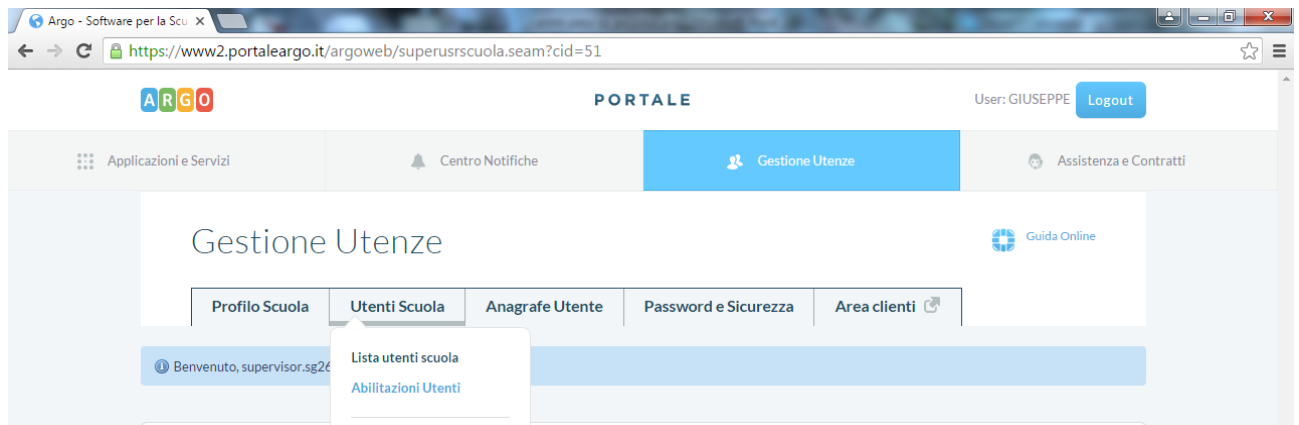 Argo - Software per la Scu
https://www2.portaleargo.it/argoweb/superusrscuola.seam?cid=51
ARGO
PORTALE
User: GIUSEPPE
Logout
Applicazioni e Servizi
Centro Notifiche
Gestione Utenze
Assistenza e Contratti
Gestione Utenze
Guida Online
Profilo Scuola
Utenti Scuola
Anagrafe Utente
Password e Sicurezza
Area clienti
Benvenuto, supervisor.sg26
Lista utenti scuola
Abilitazioni Utenti